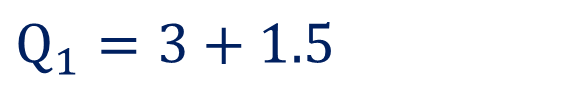 Q₁ = 3 + 1.5